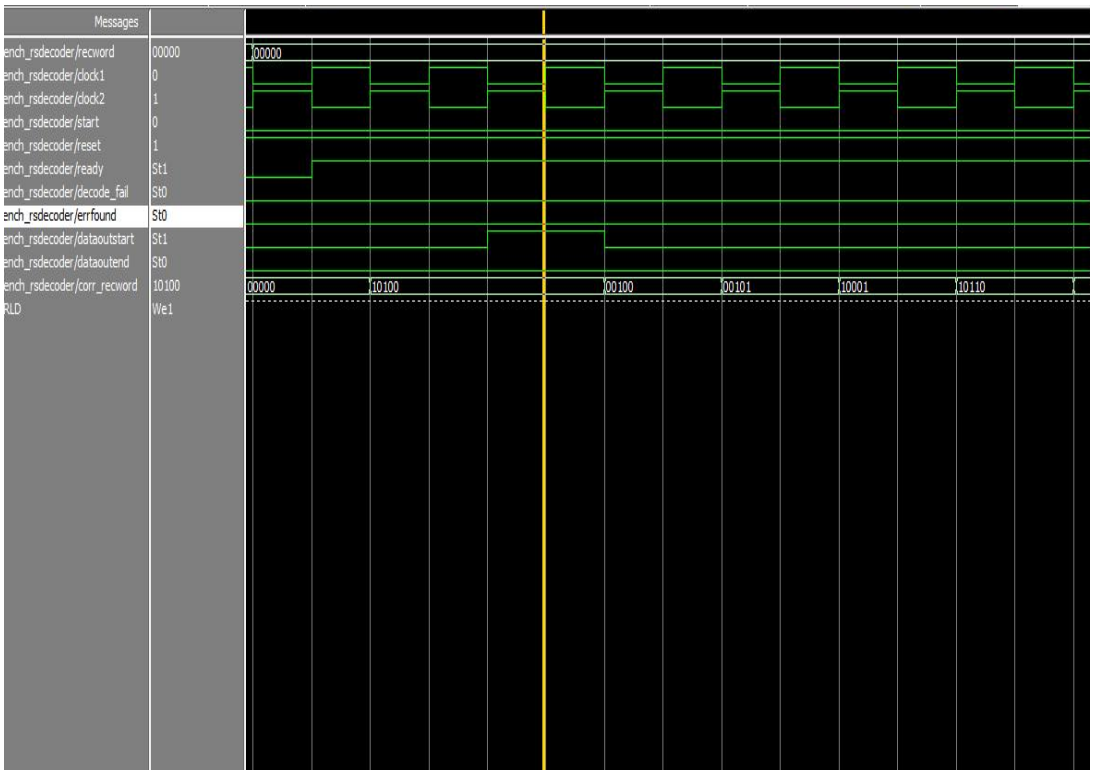 Messages
ench_rsdecoder/recword 00000 00000
ench_rsdecoder/clock1 0
ench_rsdecoder/clock2 1
ench_rsdecoder/start 0
ench_rsdecoder/reset 1
ench_rsdecoder/ready St1
ench_rsdecoder/decode_fail St0
ench_rsdecoder/errfound St0
ench_rsdecoder/dataoutstart St1
ench_rsdecoder/dataoutend St0
ench_rsdecoder/corr_recword 10100 00000 10100 00100 00101 10001 10110
RLD We1